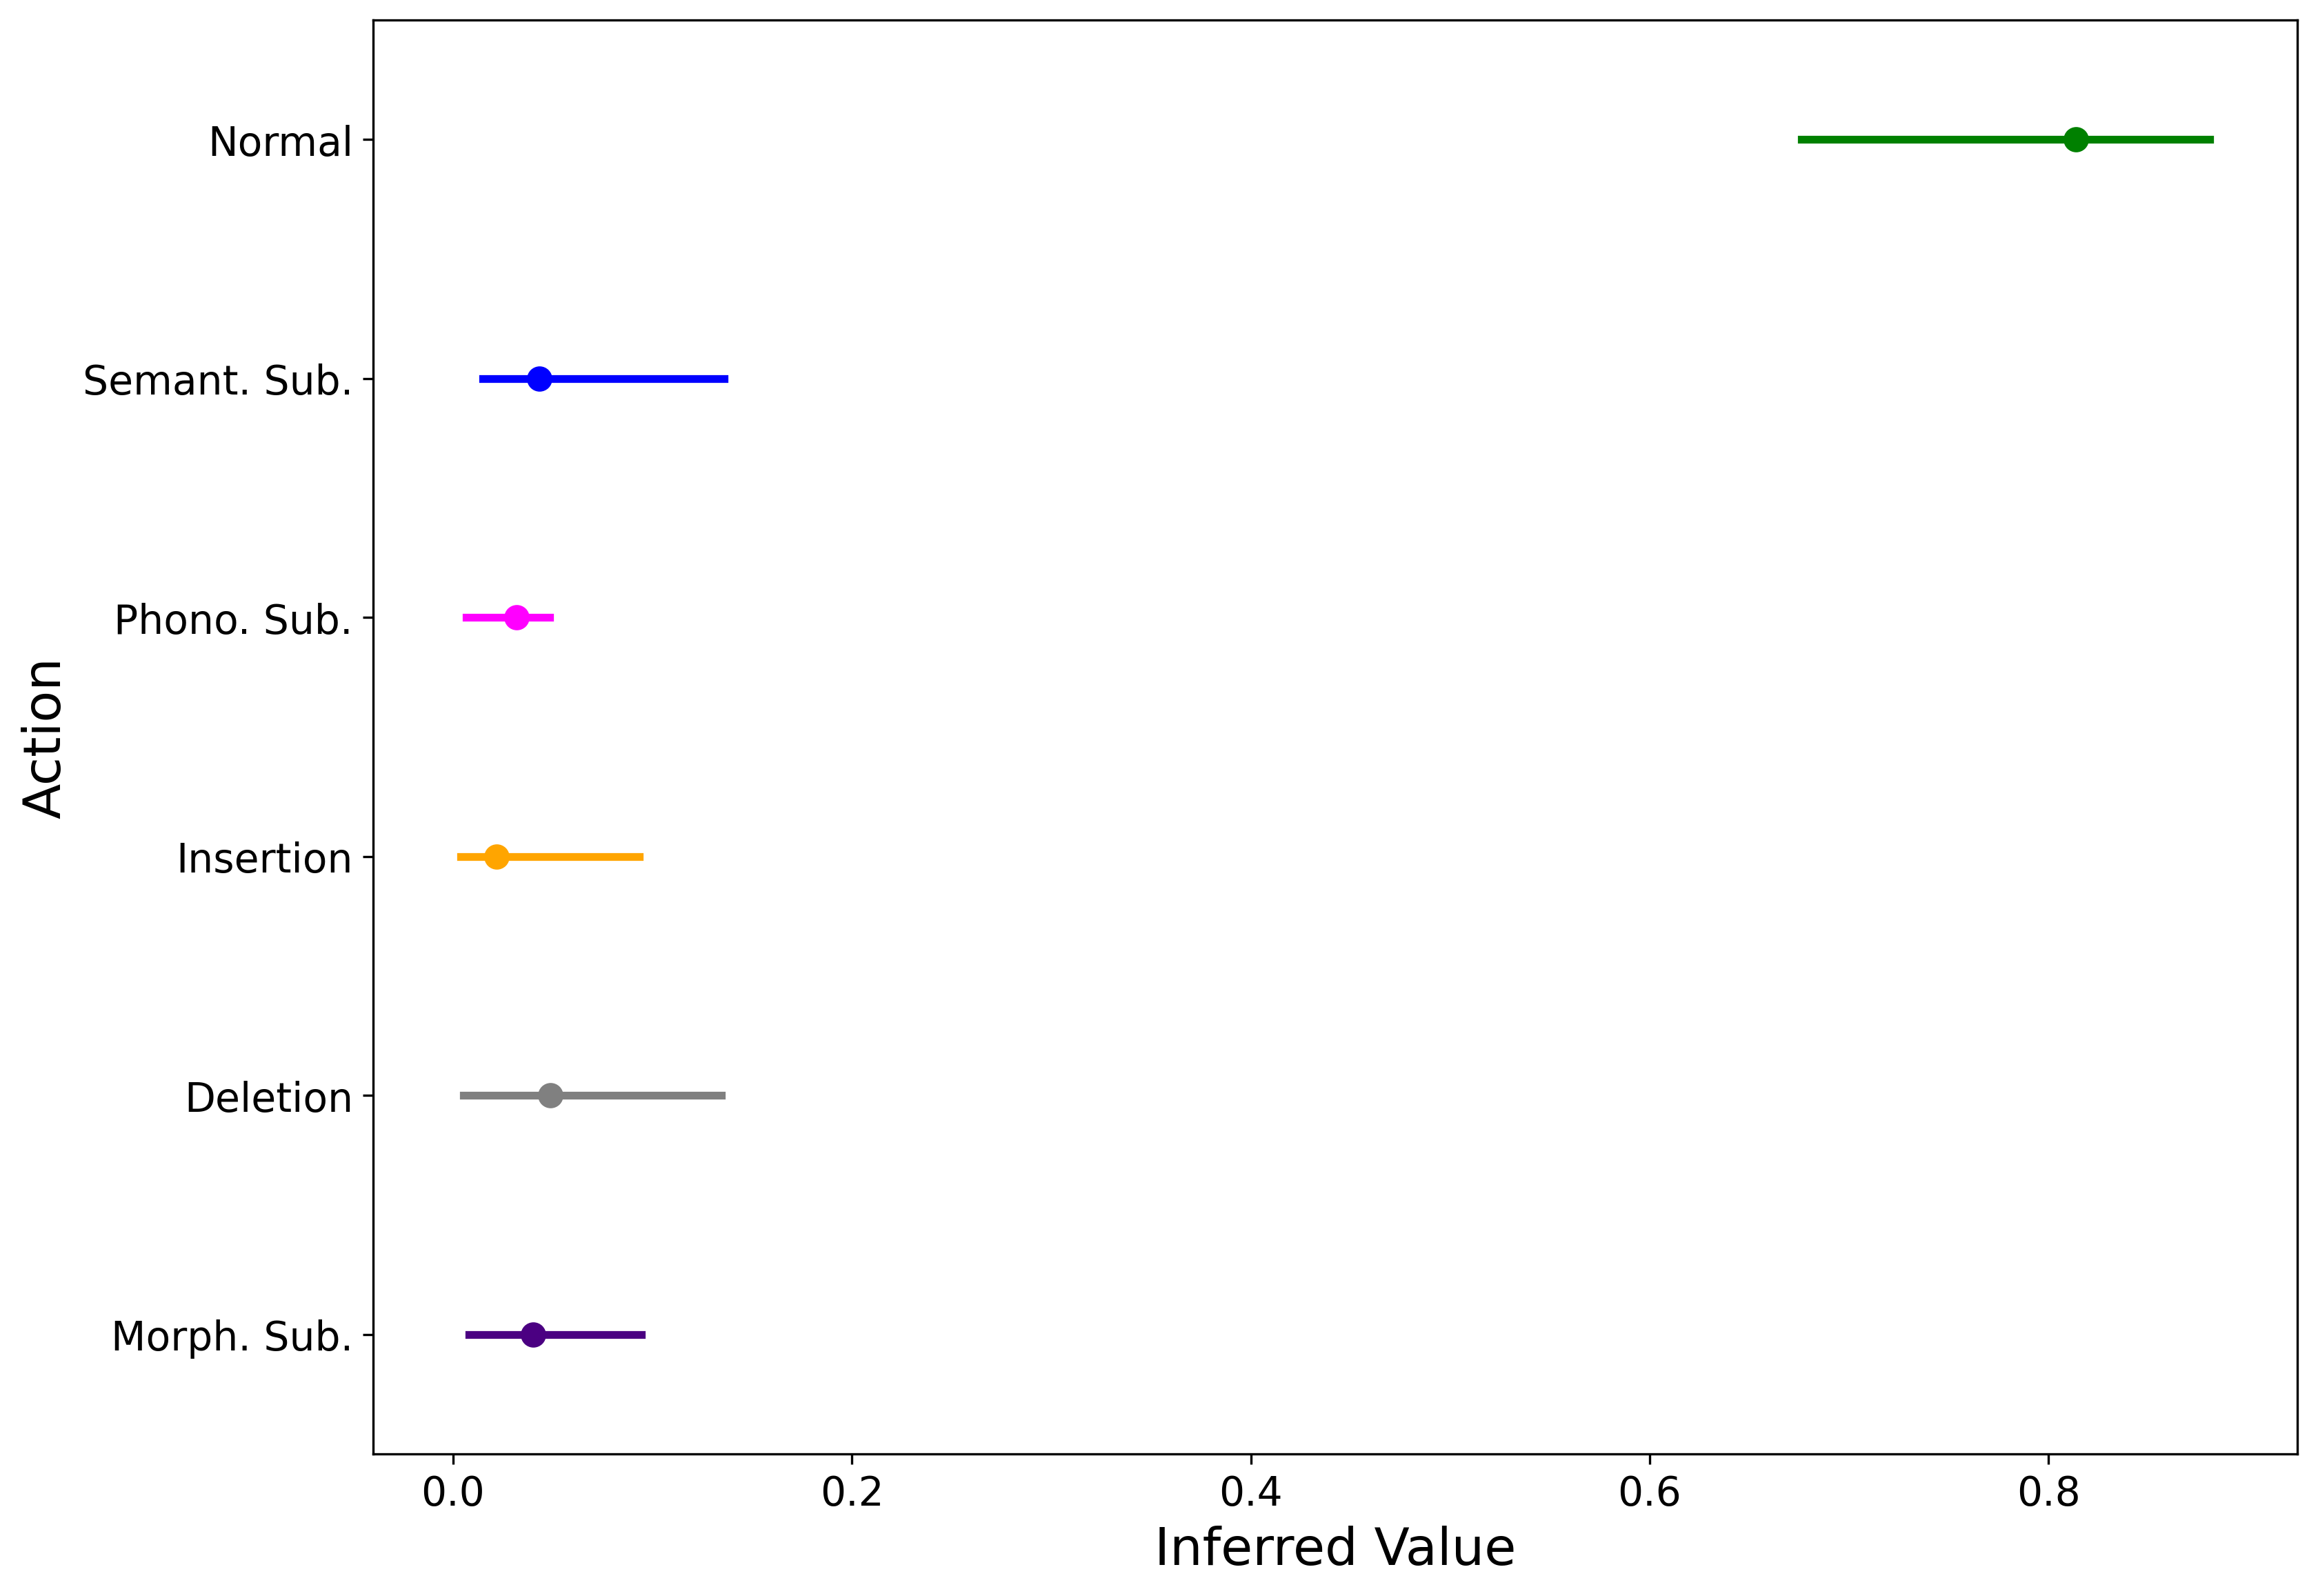 Normal
Semant. Sub.
Phono. Sub.
Insertion
Deletion
Morph. Sub.
Action
0.0 0.2 0.4 0.6 0.8
Inferred Value